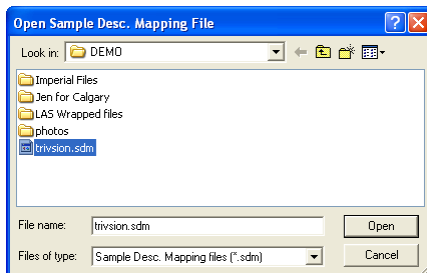 Open Sample Desc. Mapping File
Look in: DEMO
Imperial Files
Jen for Calgary
LAS Wrapped files
photos
trivsion.sdm
File name: trivsion.sdm Open
Files of type: Sample Desc. Mapping files (*.sdm) Cancel